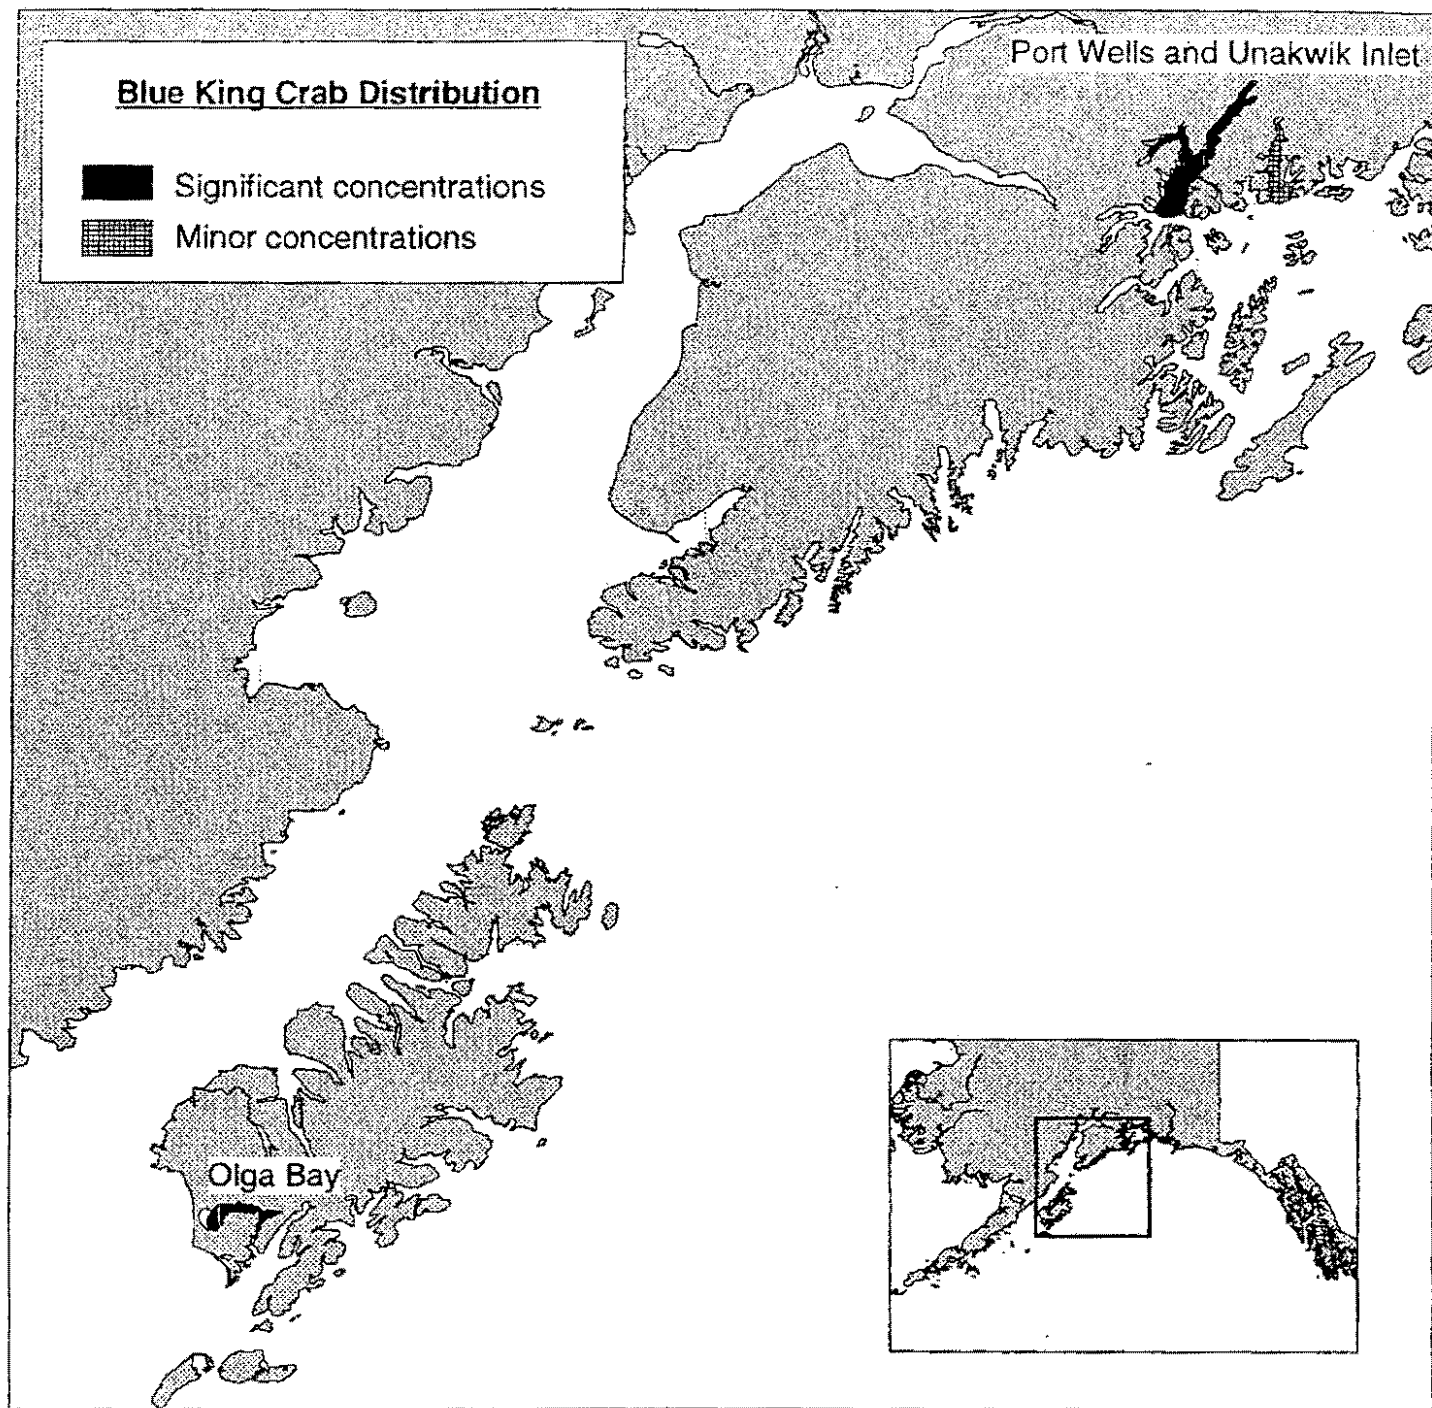 Port Wells and Unakwik Inlet
Blue King Crab Distribution
Significant concentrations
Minor concentrations
Olga Bay